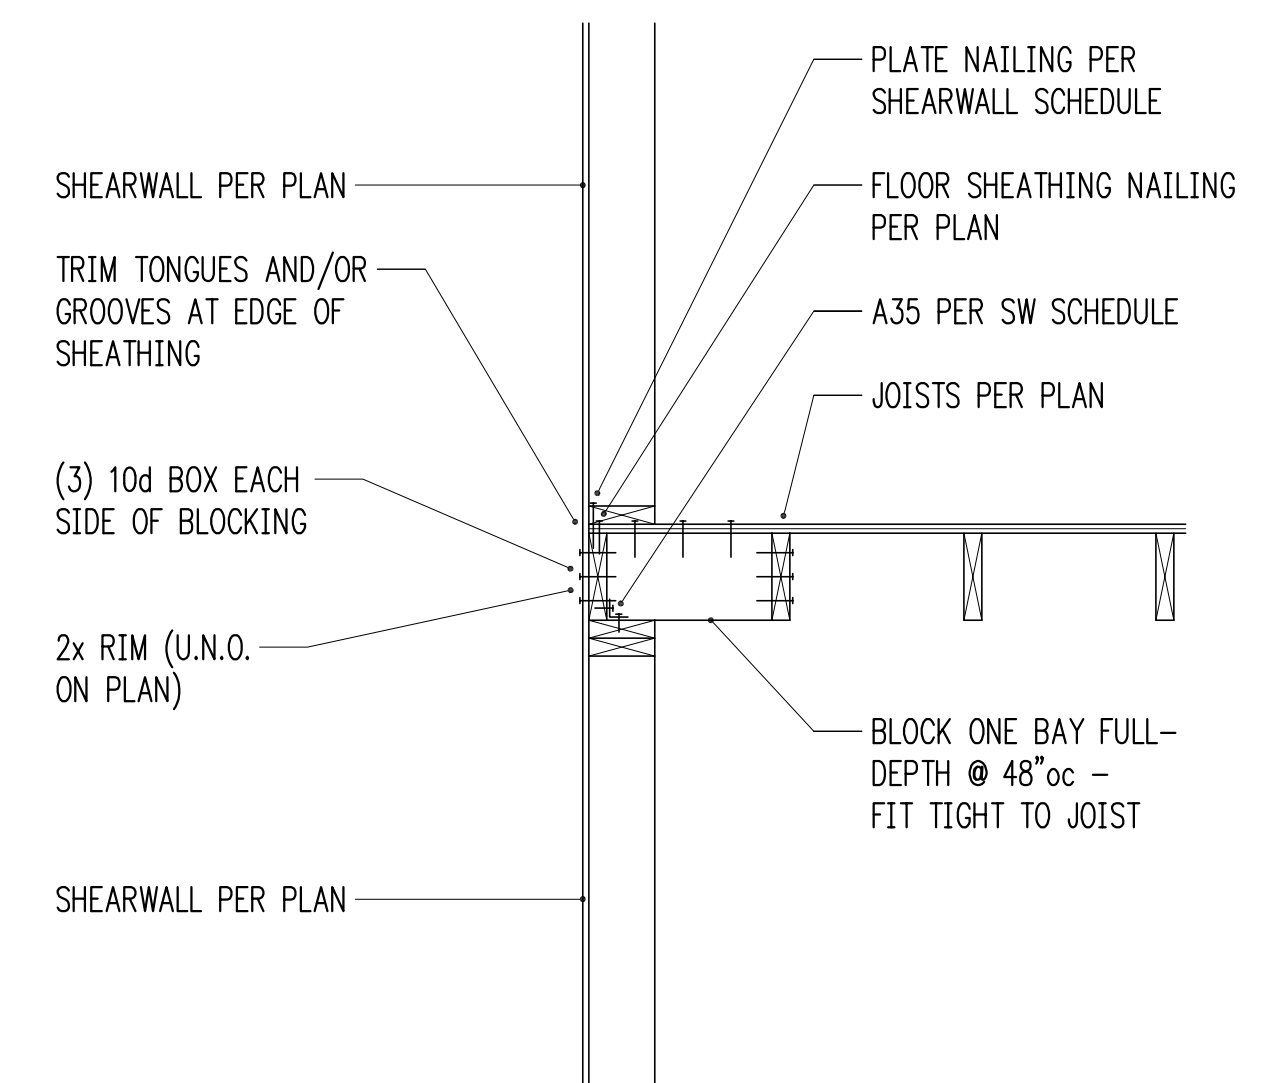 SHEARWALL PER PLAN
TRIM TONGUES AND/OR
GROOVES AT EDGE OF
SHEATHING
(3) 10d BOX EACH
SIDE OF BLOCKING
2x RIM (U.N.O.
ON PLAN)
SHEARWALL PER PLAN
PLATE NAILING PER
SHEARWALL SCHEDULE
FLOOR SHEATHING NAILING
PER PLAN
A35 PER SW SCHEDULE
JOISTS PER PLAN
BLOCK ONE BAY FULL-
DEPTH @ 48"oc -
FIT TIGHT TO JOIST